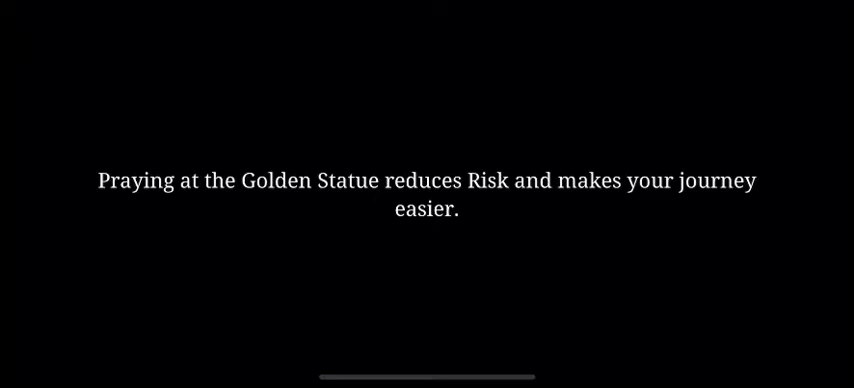 Praying at the Golden Statue reduces Risk and makes your journey
easier.